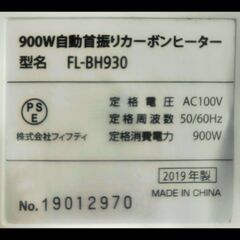 900W自動首振りカーボンヒーター
型名 FL-BH930
PSE
株式会社フィフティ
定格電圧 AC100V
定格周波数 50/60Hz
定格消費電力 900W
2019年製
MADE IN CHINA
No.19012970